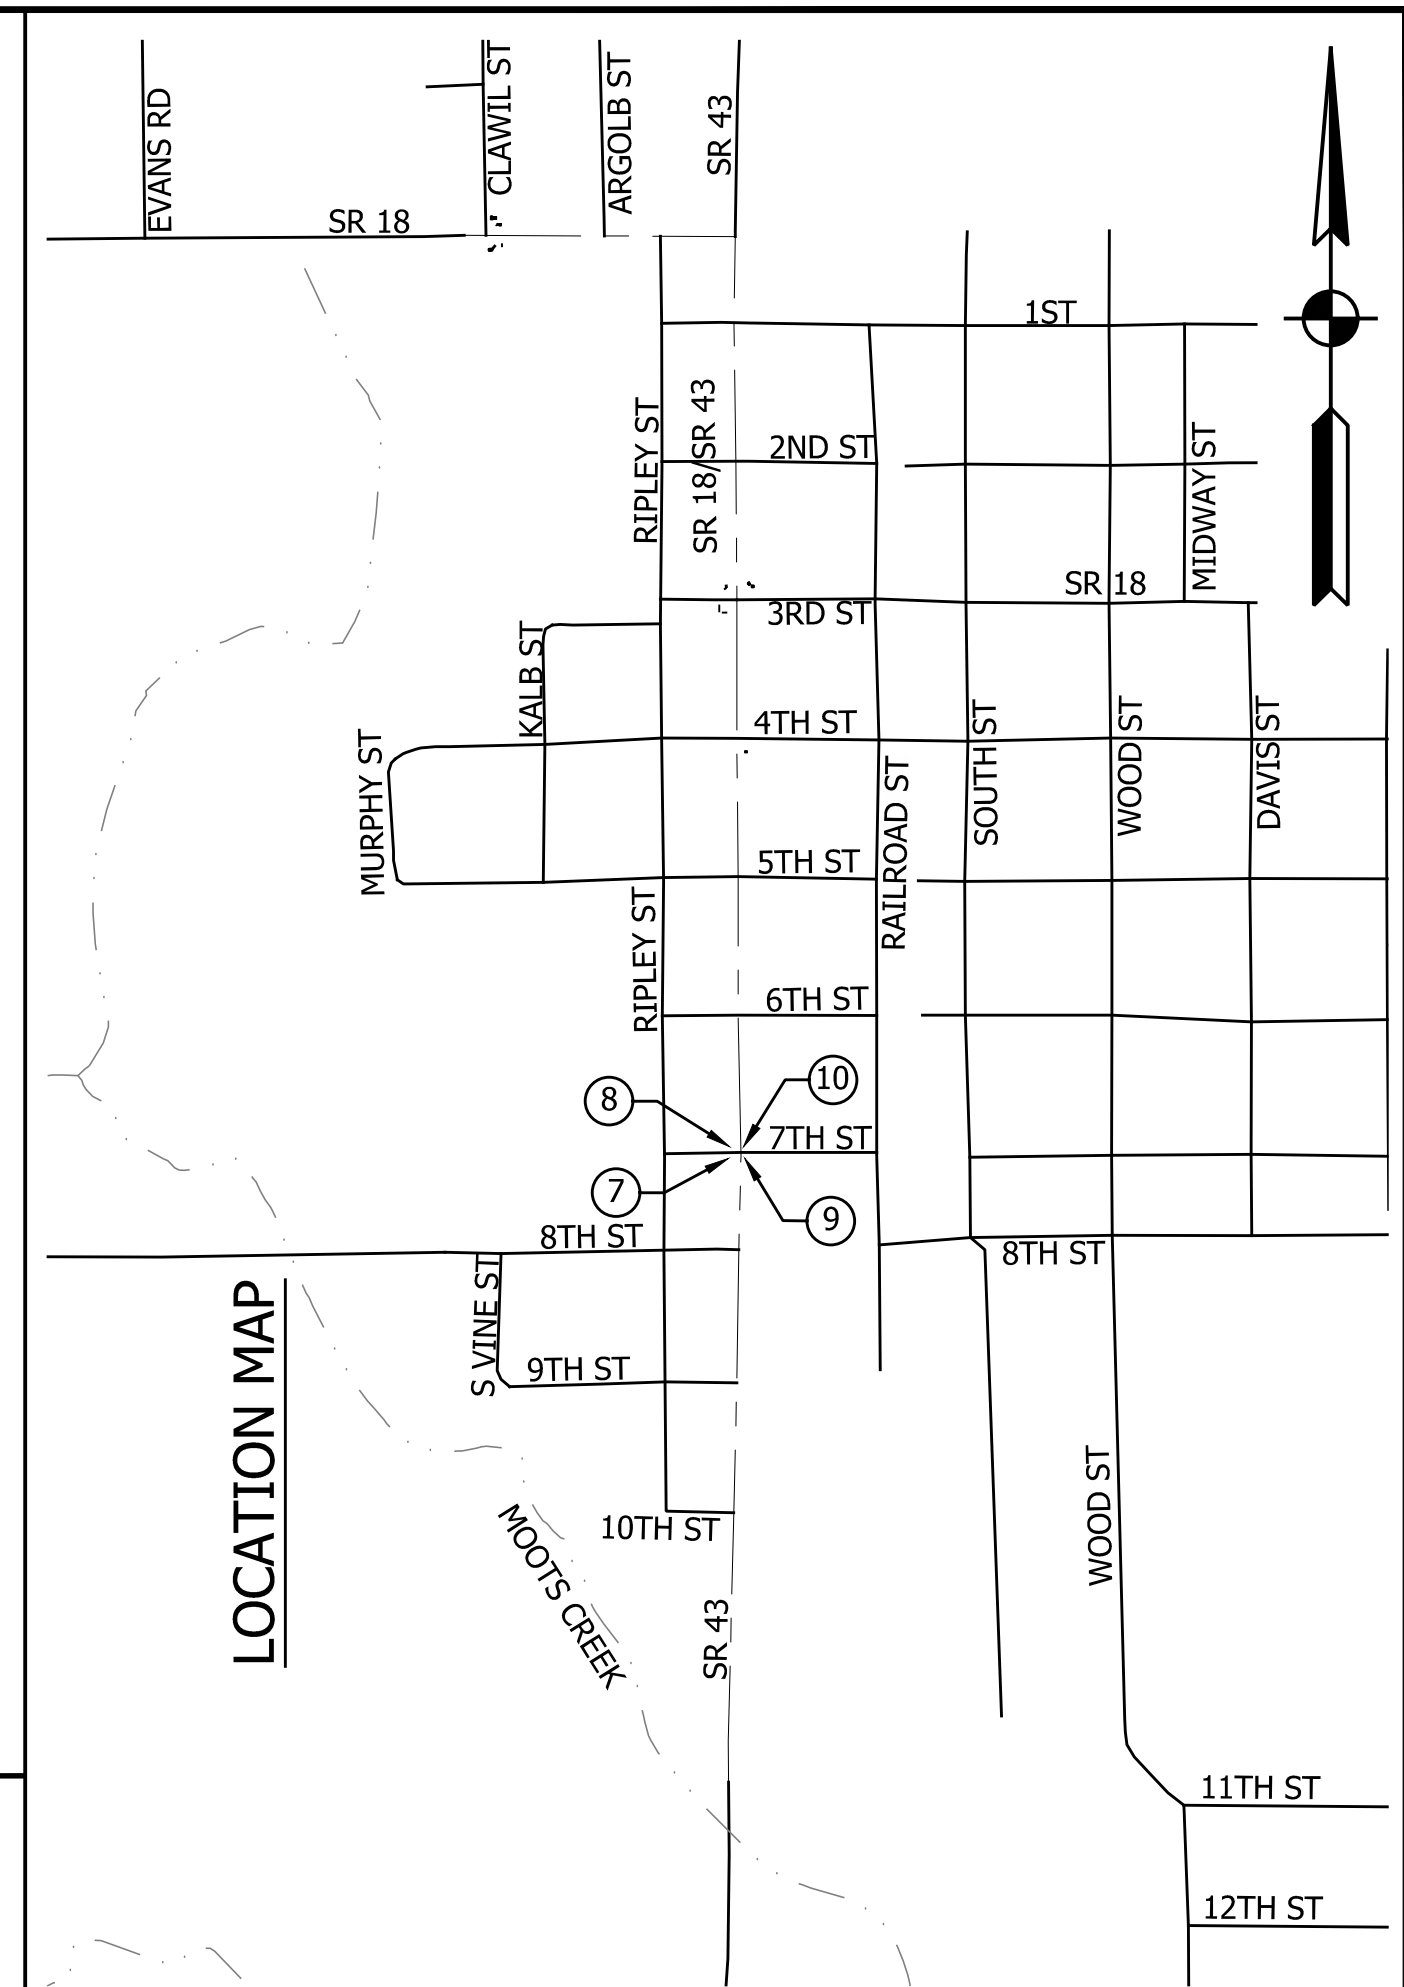 EVANS RD
CLAWIL ST
ARGOLB ST
SR 43
SR 18
1ST
RIPLEY ST
SR 18/SR 43
2ND ST
MIDWAY ST
SR 18
3RD ST
KALB ST
4TH ST
SOUTH ST
WOOD ST
DAVIS ST
MURPHY ST
RAILROAD ST
5TH ST
RIPLEY ST
6TH ST
8
10
7TH ST
7
9
8TH ST
8TH ST
S VINE ST
9TH ST
LOCATION MAP
10TH ST
WOOD ST
MOOTS CREEK
SR 43
11TH ST
12TH ST